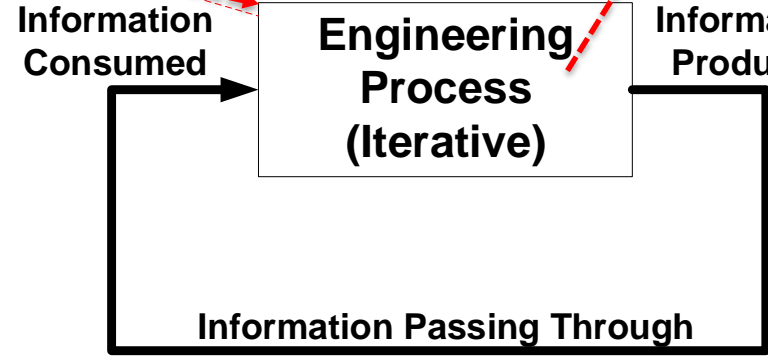 Information
Consumed
Engineering
Process
(Iterative)
Information Passing Through